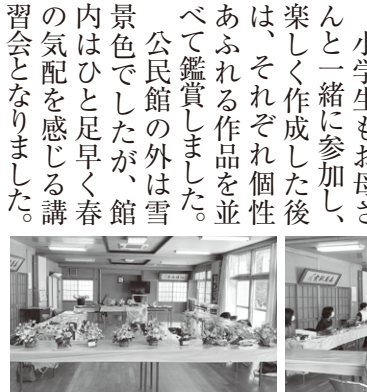 小学生もお母さ
んと一緒に参加し、
楽しく作成した後
は、それぞれ個性
あふれる作品を並
べて鑑賞しました。
公民館の外は雪
景色でしたが、館
内はひと足早く春
の気配を感じる講
習会となりました。